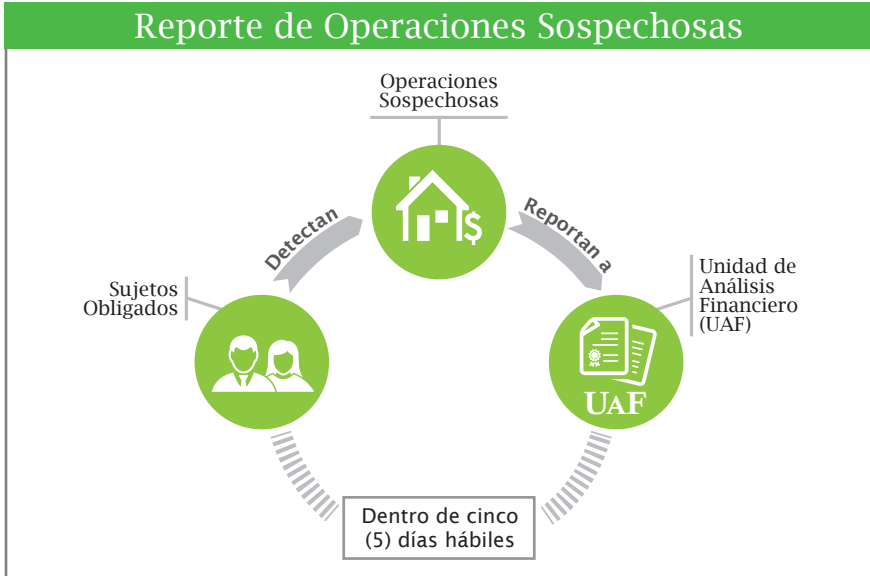 Reporte de Operaciones Sospechosas
Operaciones
Sospechosas
Detectan
Reportan a
Sujetos
Obligados
Unidad de
Análisis
Financiero
(UAF)
$
UAF
Dentro de cinco
(5) días hábiles